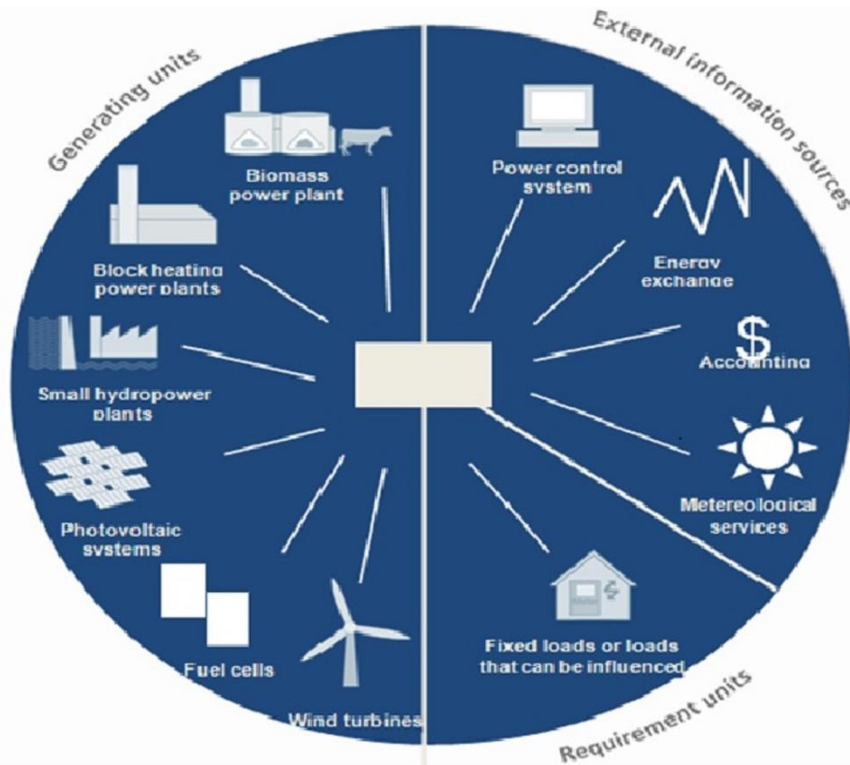 Generating units
External information sources
Biomass
power plant
Power control
system
Block heating
power plants
Energy
exchange
Small hydropower
plants
$
Accounting
Photovoltaic
systems
Metereological
services
Fuel cells
Wind turbines
Fixed loads or loads
that can be influenced
Requirement units